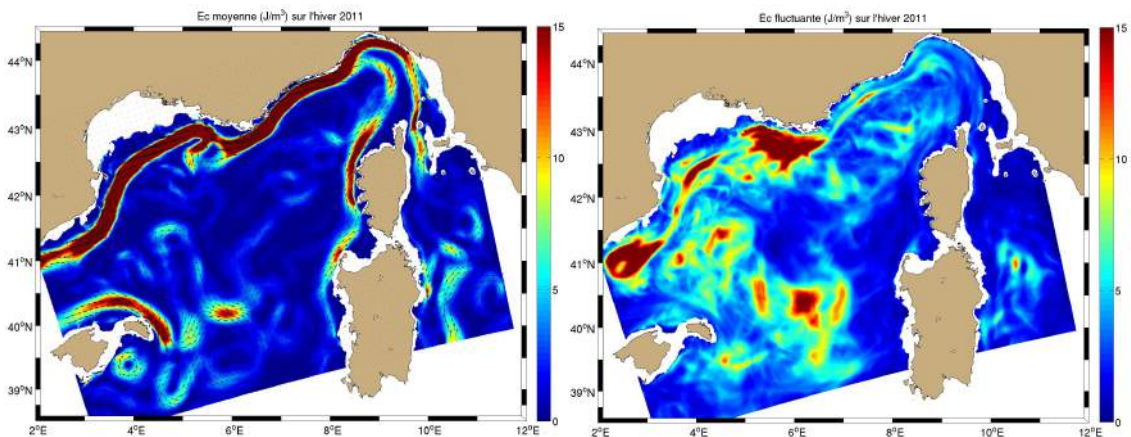 Ec moyenne (J/m³) sur l'hiver 2011
15
44°N
43°N
10
42°N
41°N
5
40°N
39°N
0
2°E
4°E
6°E
8°E
10°E
12°E
Ec fluctuante (J/m³) sur l'hiver 2011
15
44°N
43°N
10
42°N
41°N
5
40°N
39°N
0
2°E
4°E
6°E
8°E
10°E
12°E